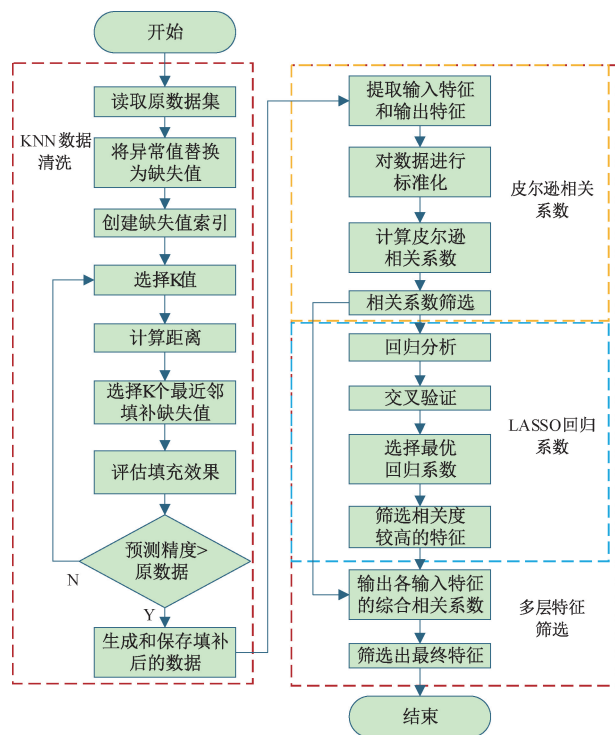 开始
KNN数据
清洗
读取原数据集
将异常值替换
为缺失值
创建缺失值索引
选择K值
计算距离
选择K个最近邻
填补缺失值
评估填充效果
预测精度>
原数据
N
Y
生成和保存填补
后的数据
提取输入特征
和输出特征
对数据进行
标准化
计算皮尔逊
相关系数
相关系数筛选
皮尔逊相关
系数
回归分析
交叉验证
选择最优
回归系数
筛选相关度
较高的特征
LASSO回归
系数
输出各输入特征
的综合相关系数
筛选出最终特征
多层特征
筛选
结束